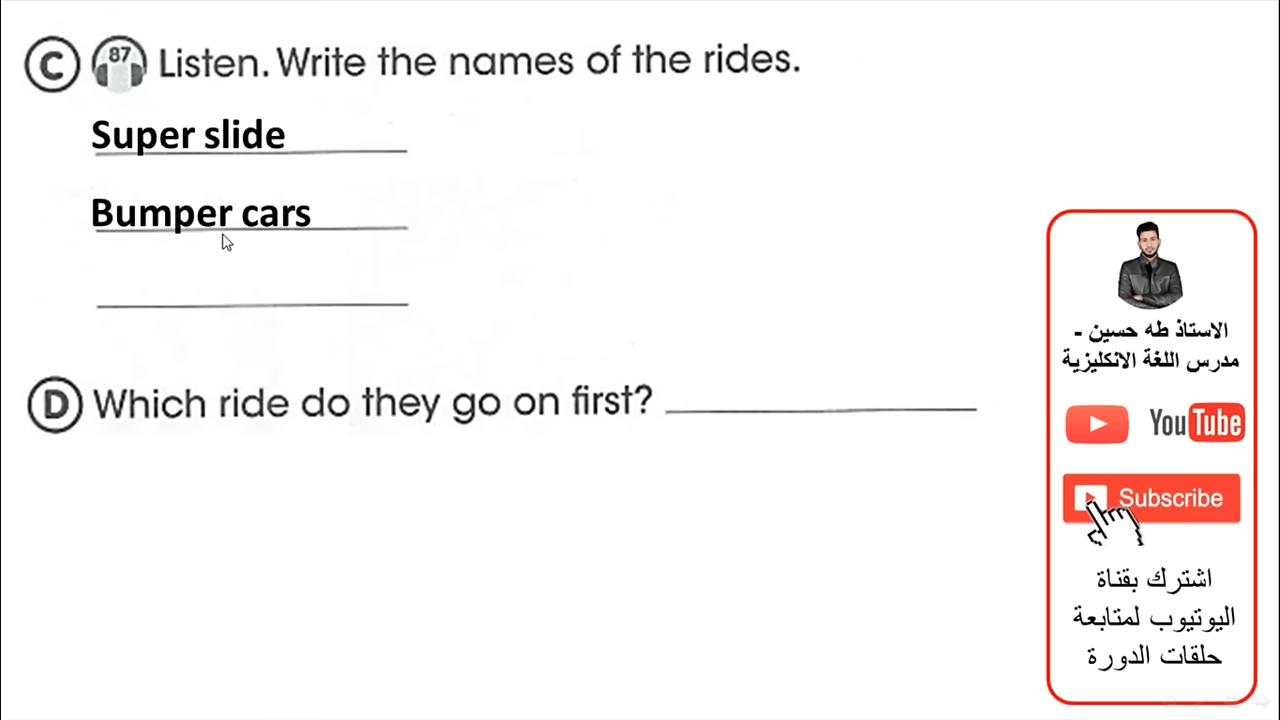 C 87 Listen. Write the names of the rides.
Super slide
Bumper cars
D Which ride do they go on first?
الاستاذ طه حسين -
مدرس اللغة الانكليزية
YouTube
Subscribe
اشترك بقناة
اليوتيوب لمتابعة
حلقات الدورة